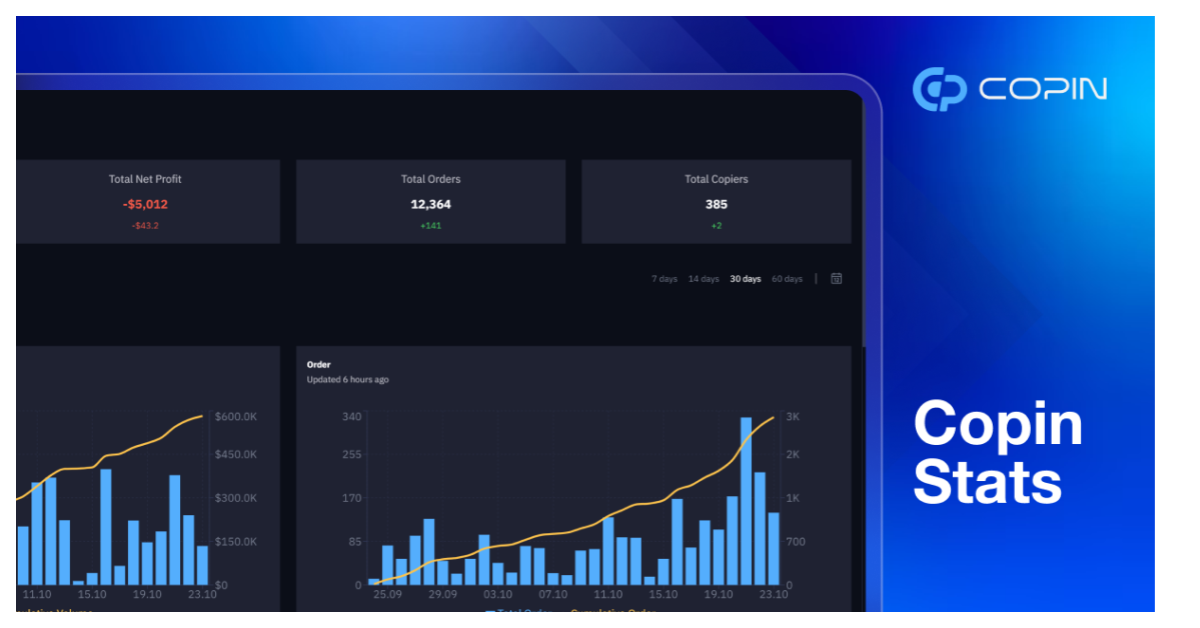 COPIN
Total Net Profit
-$5,012
-$43.2
Total Orders
12,364
+141
Total Copiers
385
+2
7 days 14 days 30 days 60 days
Order
Updated 6 hours ago
$600.0K
$450.0K
$300.0K
$150.0K
$0
11.10 15.10 19.10 23.10
340
255
170
85
0
3K
2K
1K
700
0
25.09 29.09 03.10 07.10 11.10 15.10 19.10 23.10
Copin
Stats